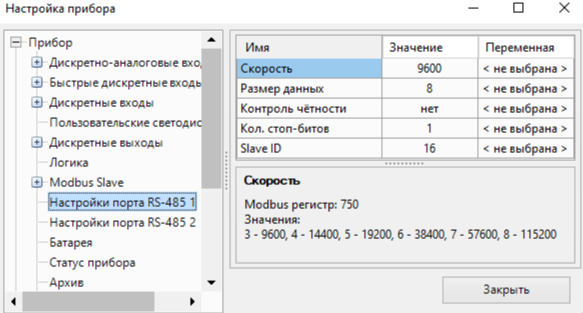 Настройка прибора
Прибор
Дискретно-аналоговые вхо
Быстрые дискретные входь
Дискретные входы
Пользовательские светодис
Дискретные выходы
Логика
Modbus Slave
Настройки порта RS-485 1
Настройки порта RS-485 2
Батарея
Статус прибора
Архив
Имя Значение Переменная
Скорость 9600 < не выбрана >
Размер данных 8 < не выбрана >
Контроль чётности нет < не выбрана >
Кол. стоп-битов 1 < не выбрана >
Slave ID 16 < не выбрана >
Скорость
Modbus регистр: 750
Значения:
3 - 9600, 4 - 14400, 5 - 19200, 6 - 38400, 7 - 57600, 8 - 115200
Закрыть